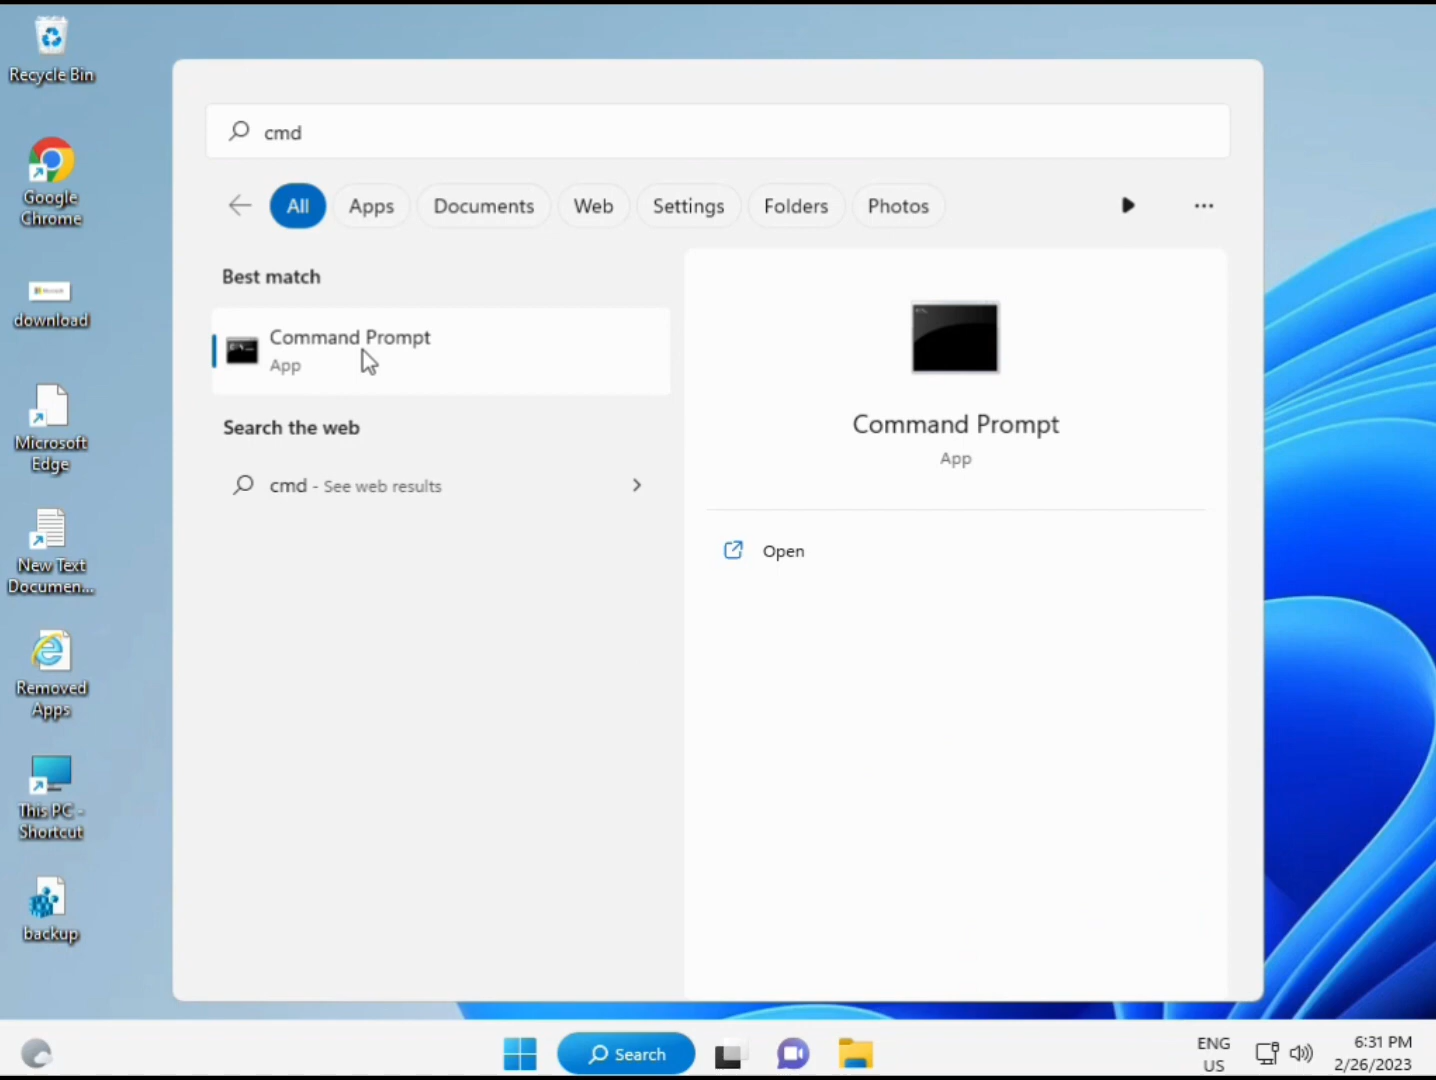 Recycle Bin
Google
Chrome
download
Microsoft
Edge
New Text
Documen...
Removed
Apps
This PC -
Shortcut
backup
cmd
All Apps Documents Web Settings Folders Photos ...
Best match
Command Prompt
App
Search the web
cmd - See web results
Command Prompt
App
Open
Search
ENG
US
6:31 PM
2/26/2023